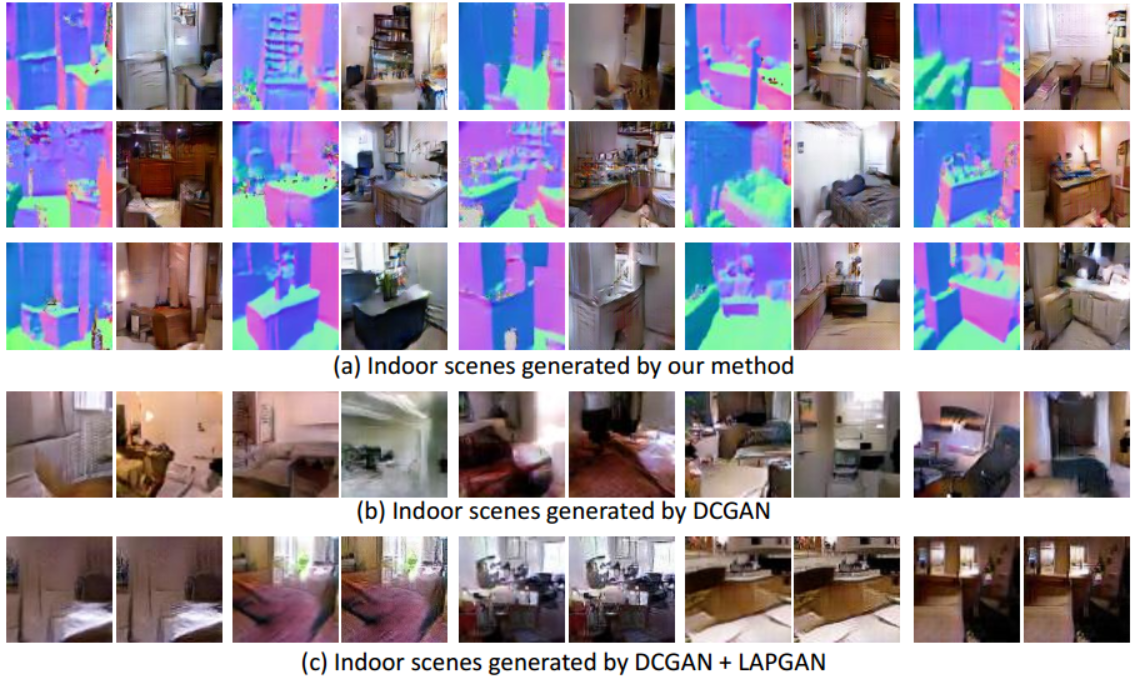 (a) Indoor scenes generated by our method
(b) Indoor scenes generated by DCGAN
(c) Indoor scenes generated by DCGAN + LAPGAN